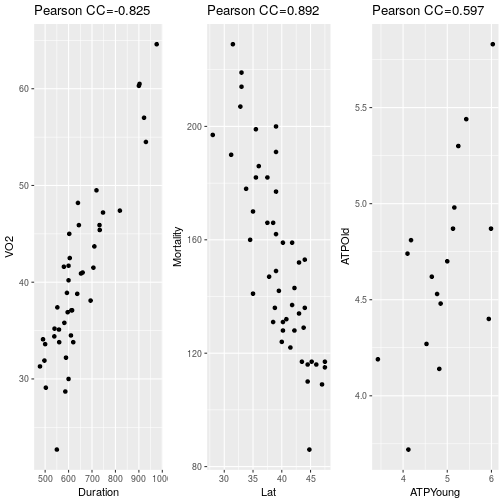 Pearson CC=-0.825
VO2
60
50
40
30
500 600 700 800 900 100
Duration
Pearson CC=0.892
Mortality
200
160
120
80
30 35 40 45
Lat
Pearson CC=0.597
ATPOld
5.5
5.0
4.5
4.0
4 5 6
ATPYoung